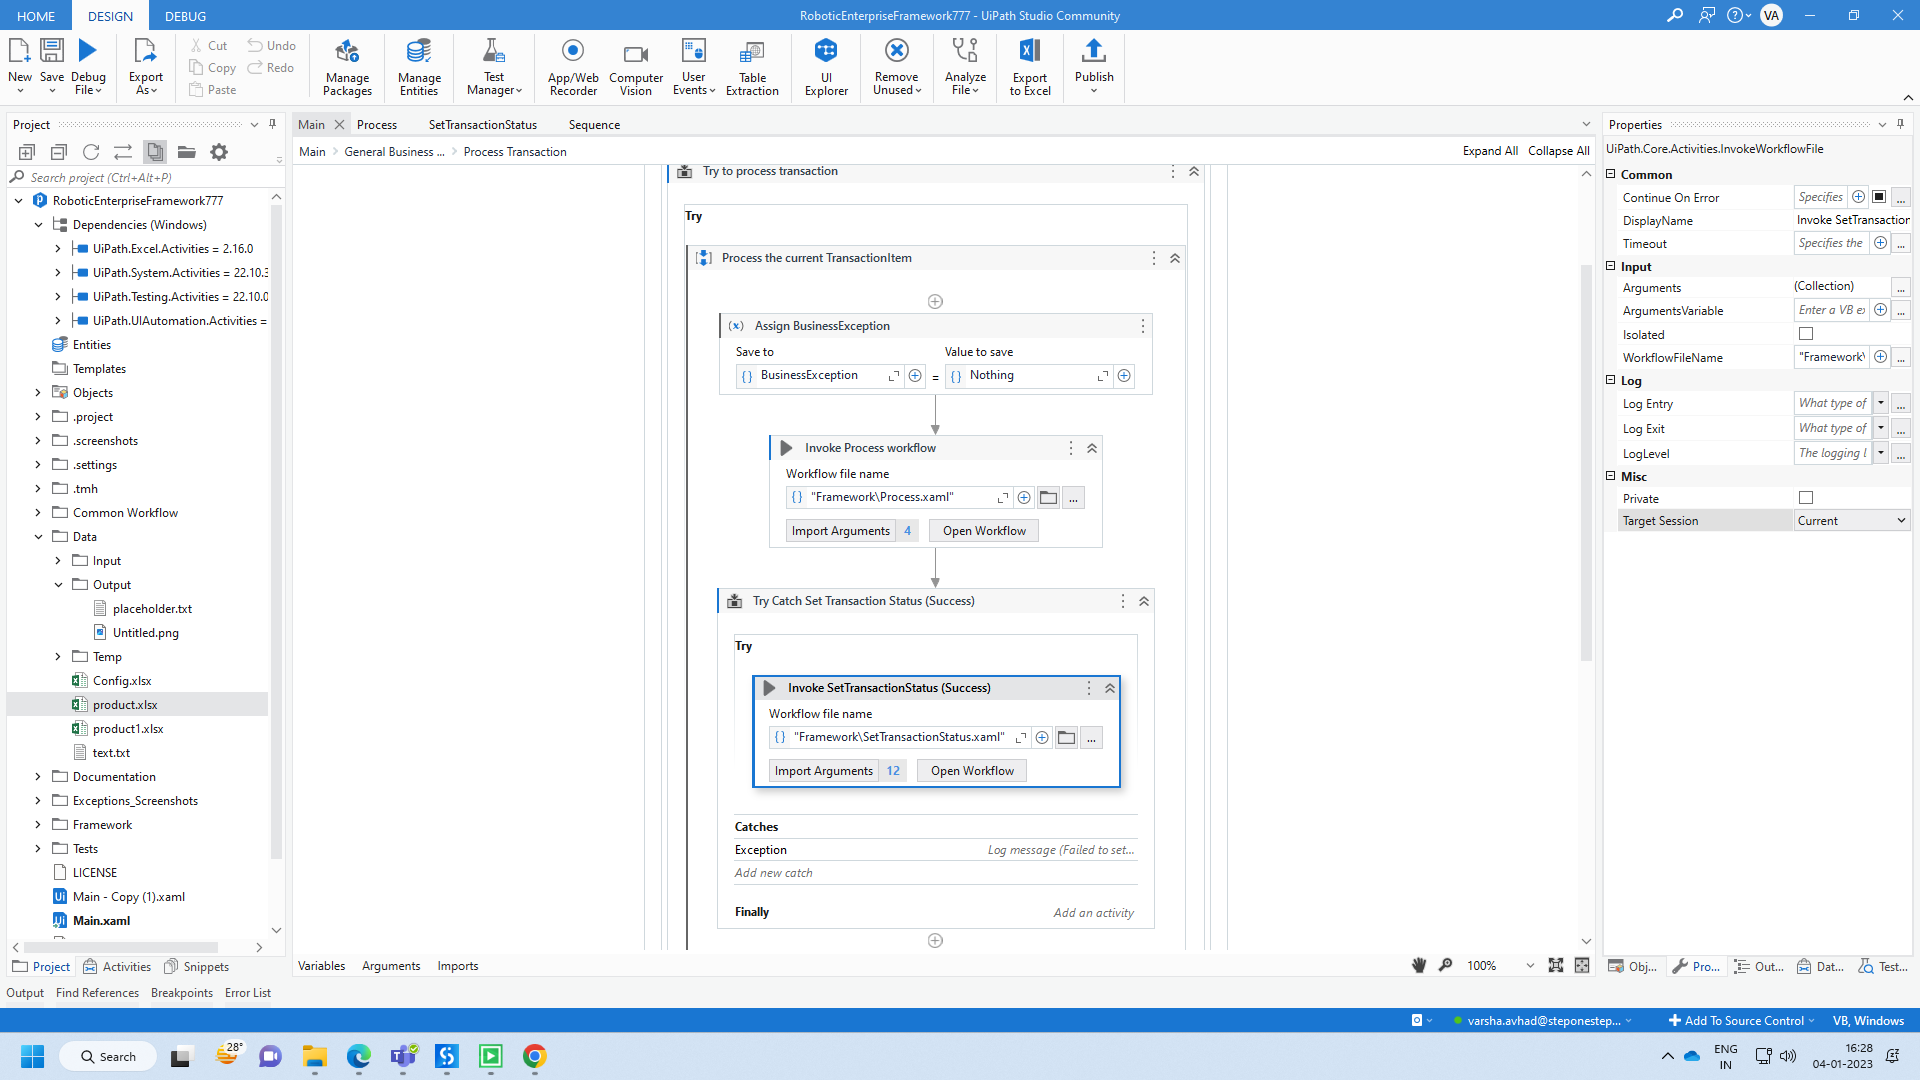 HOME DESIGN DEBUG RoboticEnterpriseFramework777 - UiPath Studio Community VA
New Save Debug File Export As Cut Copy Paste Undo Redo Manage Packages Manage Entities Test Manager App/Web Recorder Computer Vision User Events Table Extraction UI Explorer Remove Unused Analyze File Export to Excel Publish
Project
Search project (Ctrl+Alt+P)
RoboticEnterpriseFramework777
Dependencies (Windows)
UiPath.Excel.Activities = 2.16.0
UiPath.System.Activities = 22.10.3
UiPath.Testing.Activities = 22.10.0
UiPath.UIAutomation.Activities =
Entities
Templates
Objects
.project
.screenshots
.settings
.tmh
Common Workflow
Data
Input
Output
placeholder.txt
Untitled.png
Temp
Config.xlsx
product.xlsx
product1.xlsx
text.txt
Documentation
Exceptions_Screenshots
Framework
Tests
LICENSE
Main - Copy (1).xaml
Main.xaml
Project Activities Snippets
Main Process SetTransactionStatus Sequence
Main > General Business ... > Process Transaction Expand All Collapse All
Try to process transaction
Try
Process the current TransactionItem
(x) Assign BusinessException
Save to Value to save
{} BusinessException = {} Nothing
Invoke Process workflow
Workflow file name
{} "Framework\Process.xaml" ...
Import Arguments 4 Open Workflow
Try Catch Set Transaction Status (Success)
Try
Invoke SetTransactionStatus (Success)
Workflow file name
{} "Framework\SetTransactionStatus.xaml" ...
Import Arguments 12 Open Workflow
Catches
Exception Log message (Failed to set...
Add new catch
Finally Add an activity
Variables Arguments Imports 100%
Properties
UiPath.Core.Activities.InvokeWorkflowFile
Common
Continue On Error Specifies ...
DisplayName Invoke SetTransaction
Timeout Specifies the ...
Input
Arguments (Collection) ...
ArgumentsVariable Enter a VB ex ...
Isolated
WorkflowFileName "Framework\ ...
Log
Log Entry What type of ...
Log Exit What type of ...
LogLevel The logging l ...
Misc
Private
Target Session Current
Obj... Pro... Out... Dat... Test...
Output Find References Breakpoints Error List
varsha.avhad@steponestep... Add To Source Control VB, Windows
Search 28° ENG IN 16:28 04-01-2023